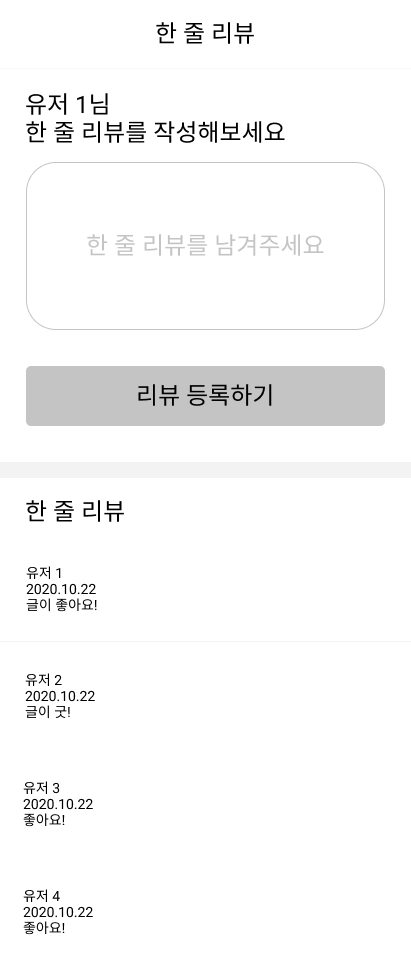 한 줄 리뷰
유저 1님
한 줄 리뷰를 작성해보세요
한 줄 리뷰를 남겨주세요
리뷰 등록하기
한 줄 리뷰
유저 1
2020.10.22
글이 좋아요!
유저 2
2020.10.22
글이 굿!
유저 3
2020.10.22
좋아요!
유저 4
2020.10.22
좋아요!